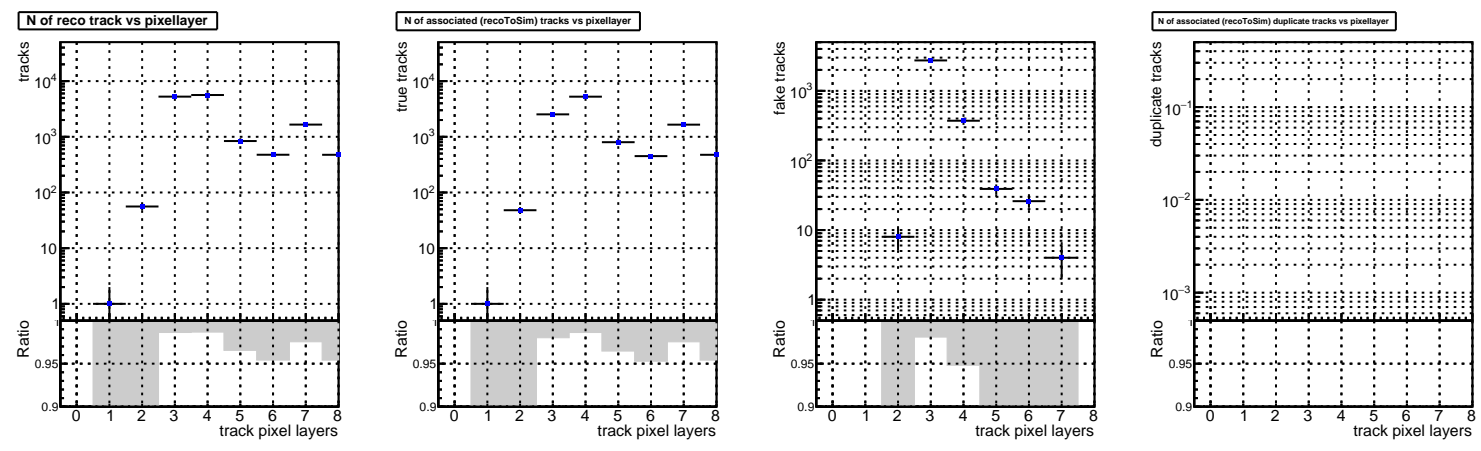 N of reco track vs pixellayer
tracks
10⁴
10³
10²
10
1
Ratio
1
0.95
0.9
0 1 2 3 4 5 6 7 8
track pixel layers
N of associated (recoToSim) tracks vs pixellayer
true tracks
10⁴
10³
10²
10
1
Ratio
1
0.95
0.9
0 1 2 3 4 5 6 7 8
track pixel layers
fake tracks
10³
10²
10
1
Ratio
1
0.95
0.9
0 1 2 3 4 5 6 7 8
track pixel layers
N of associated (recoToSim) duplicate tracks vs pixellayer
duplicate tracks
10⁻¹
10⁻²
10⁻³
Ratio
1
0.95
0.9
0 1 2 3 4 5 6 7 8
track pixel layers